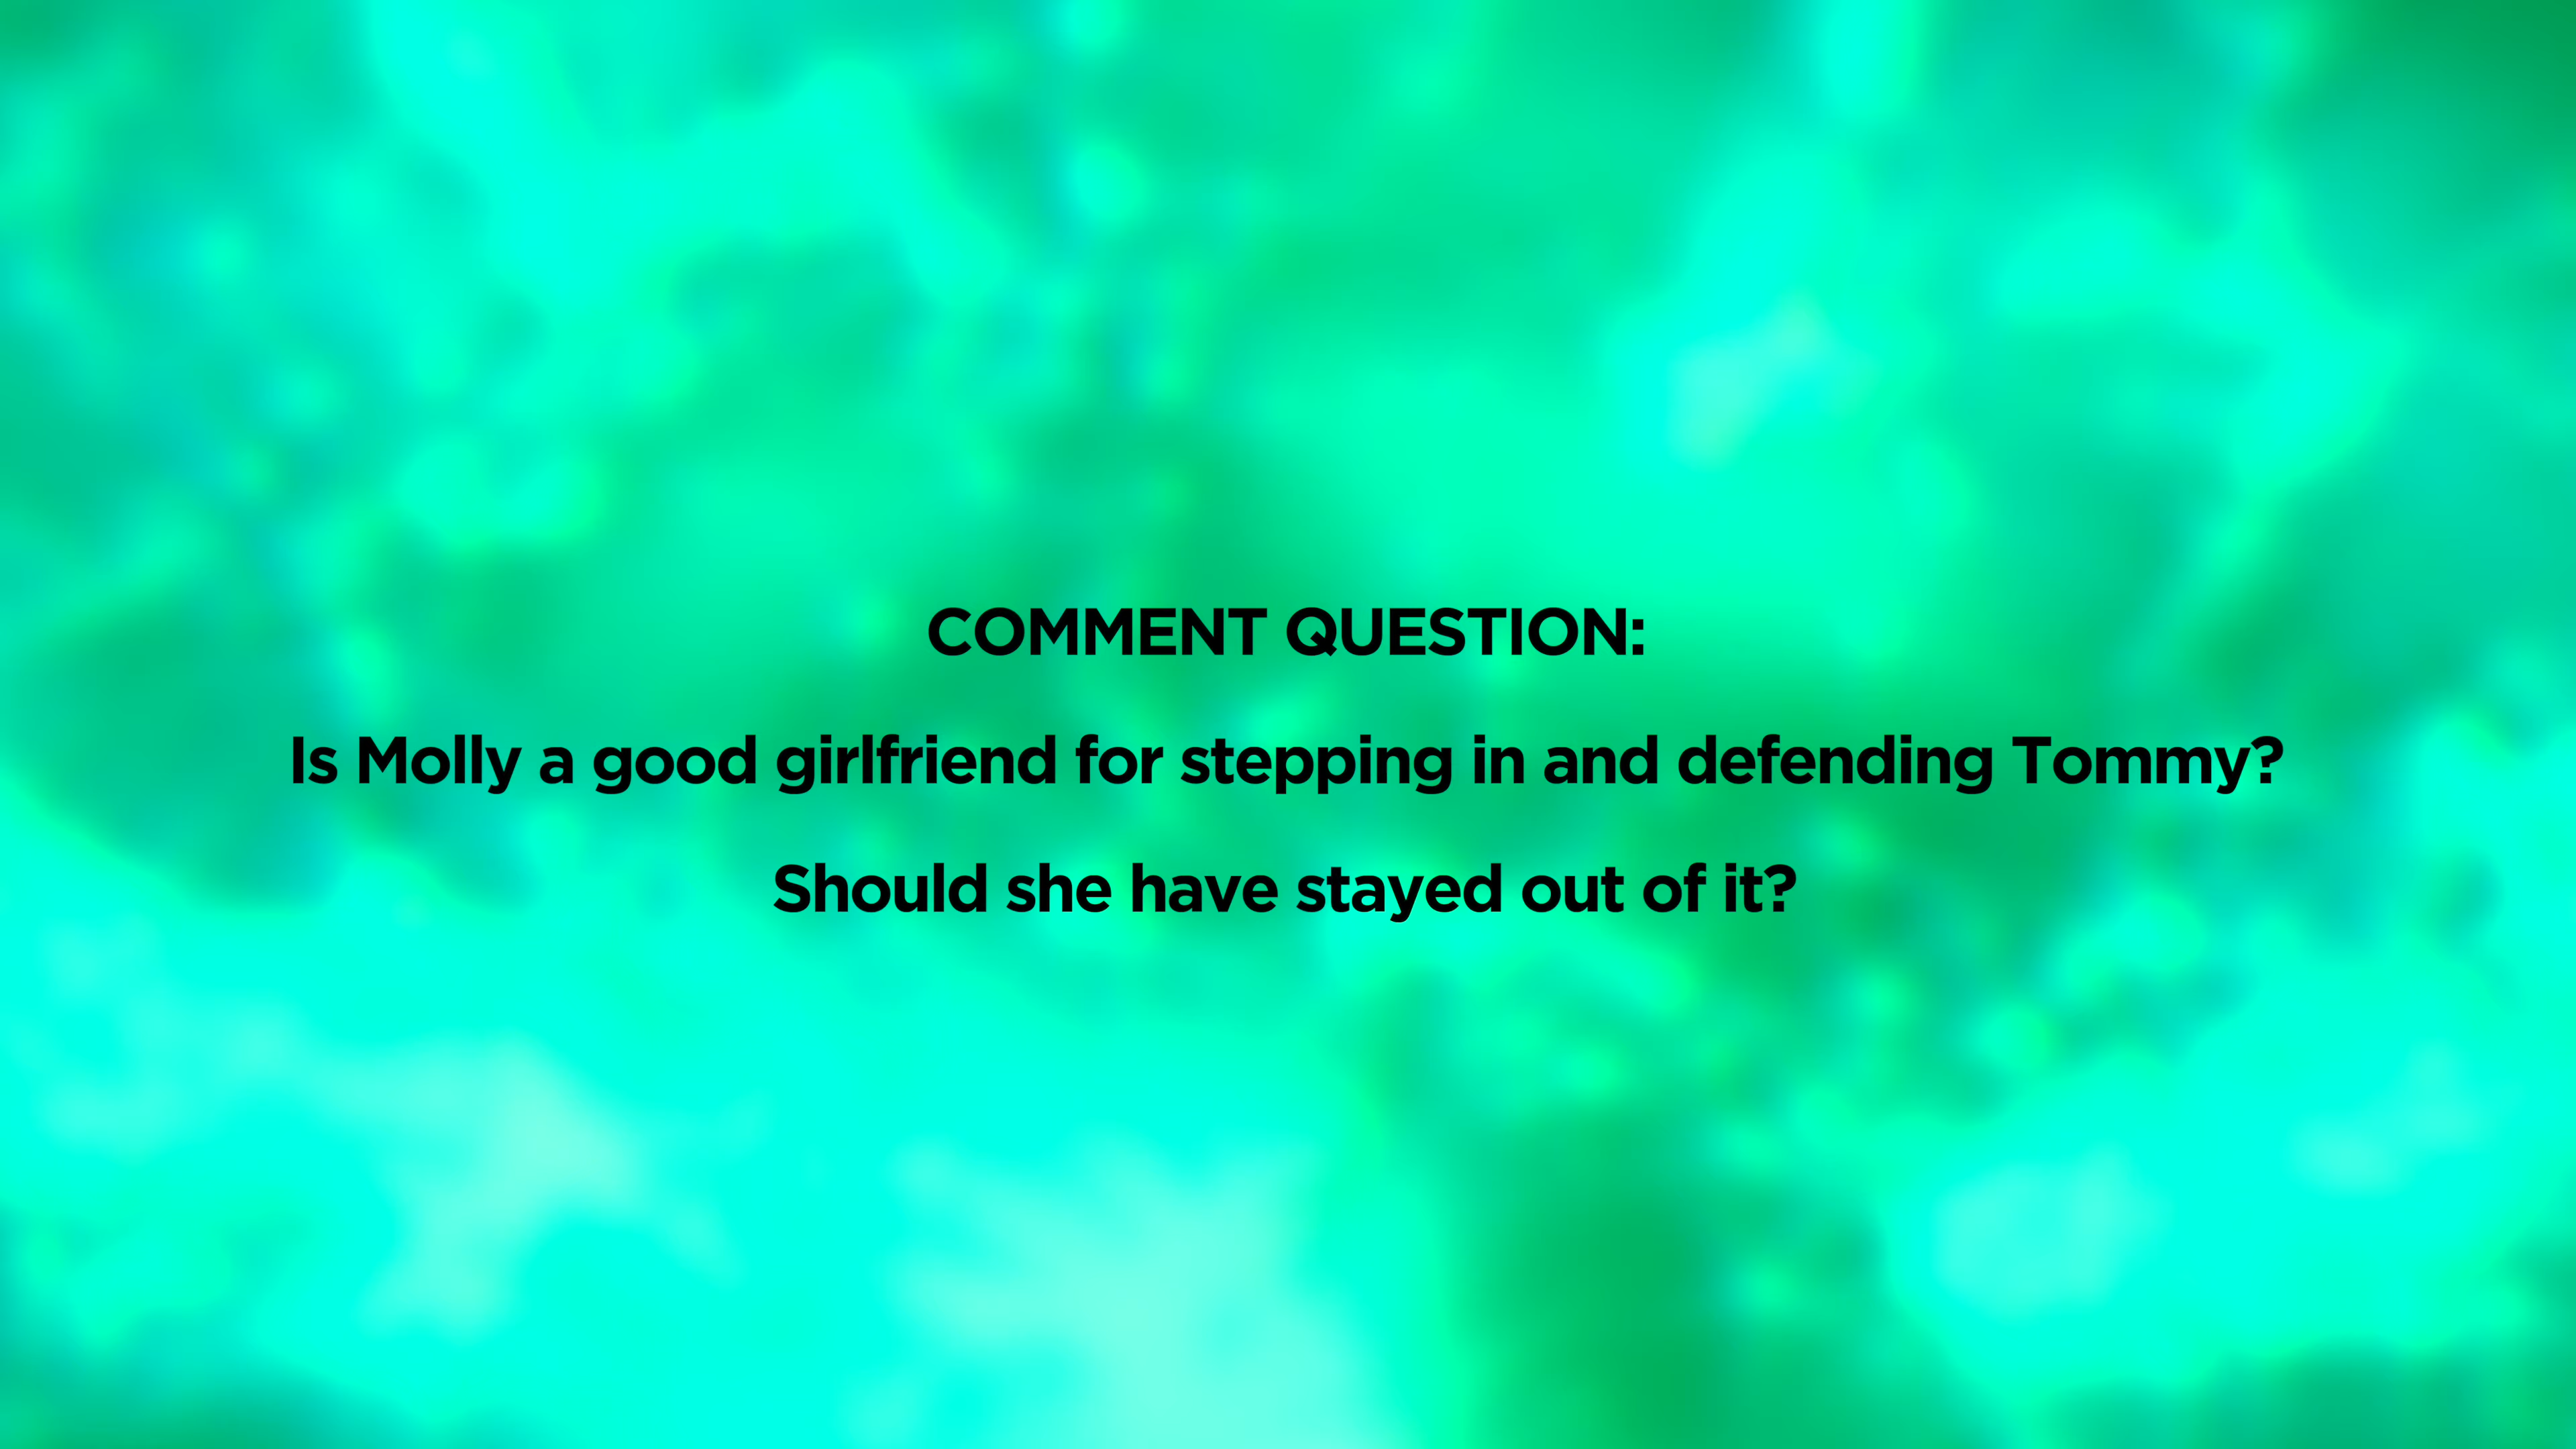 COMMENT QUESTION:
Is Molly a good girlfriend for stepping in and defending Tommy?
Should she have stayed out of it?